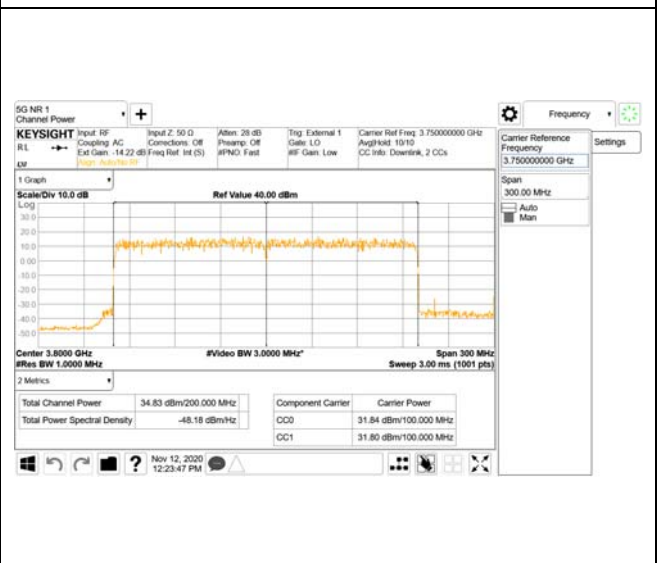 5G NR 1
Channel Power
Frequency
KEYSIGHT
RL
Input: RF
Coupling: AC
Ext Gain: -14.22 dB
Align: Auto/No RF
Input Z: 50 Ω
Corrections: Off
Freq Ref: Int (S)
Atten: 28 dB
Preamp: Off
#PNO: Fast
Trig: External 1
Gate: LO
#IF Gain: Low
Carrier Ref Freq: 3.750000000 GHz
Avg|Hold: 10/10
CC Info: Downlink, 2 CCs
Carrier Reference
Frequency
3.750000000 GHz
Settings
Span
300.00 MHz
Auto
Man
1 Graph
Scale/Div 10.0 dB
Ref Value 40.00 dBm
Log
30.0
20.0
10.0
0.00
-10.0
-20.0
-30.0
-40.0
-50.0
Center 3.8000 GHz
#Video BW 3.0000 MHz*
Span 300 MHz
#Res BW 1.0000 MHz
Sweep 3.00 ms (1001 pts)
2 Metrics
Total Channel Power 34.83 dBm/200.000 MHz
Total Power Spectral Density -48.18 dBm/Hz
Component Carrier Carrier Power
CC0 31.84 dBm/100.000 MHz
CC1 31.80 dBm/100.000 MHz
Nov 12, 2020
12:23:47 PM